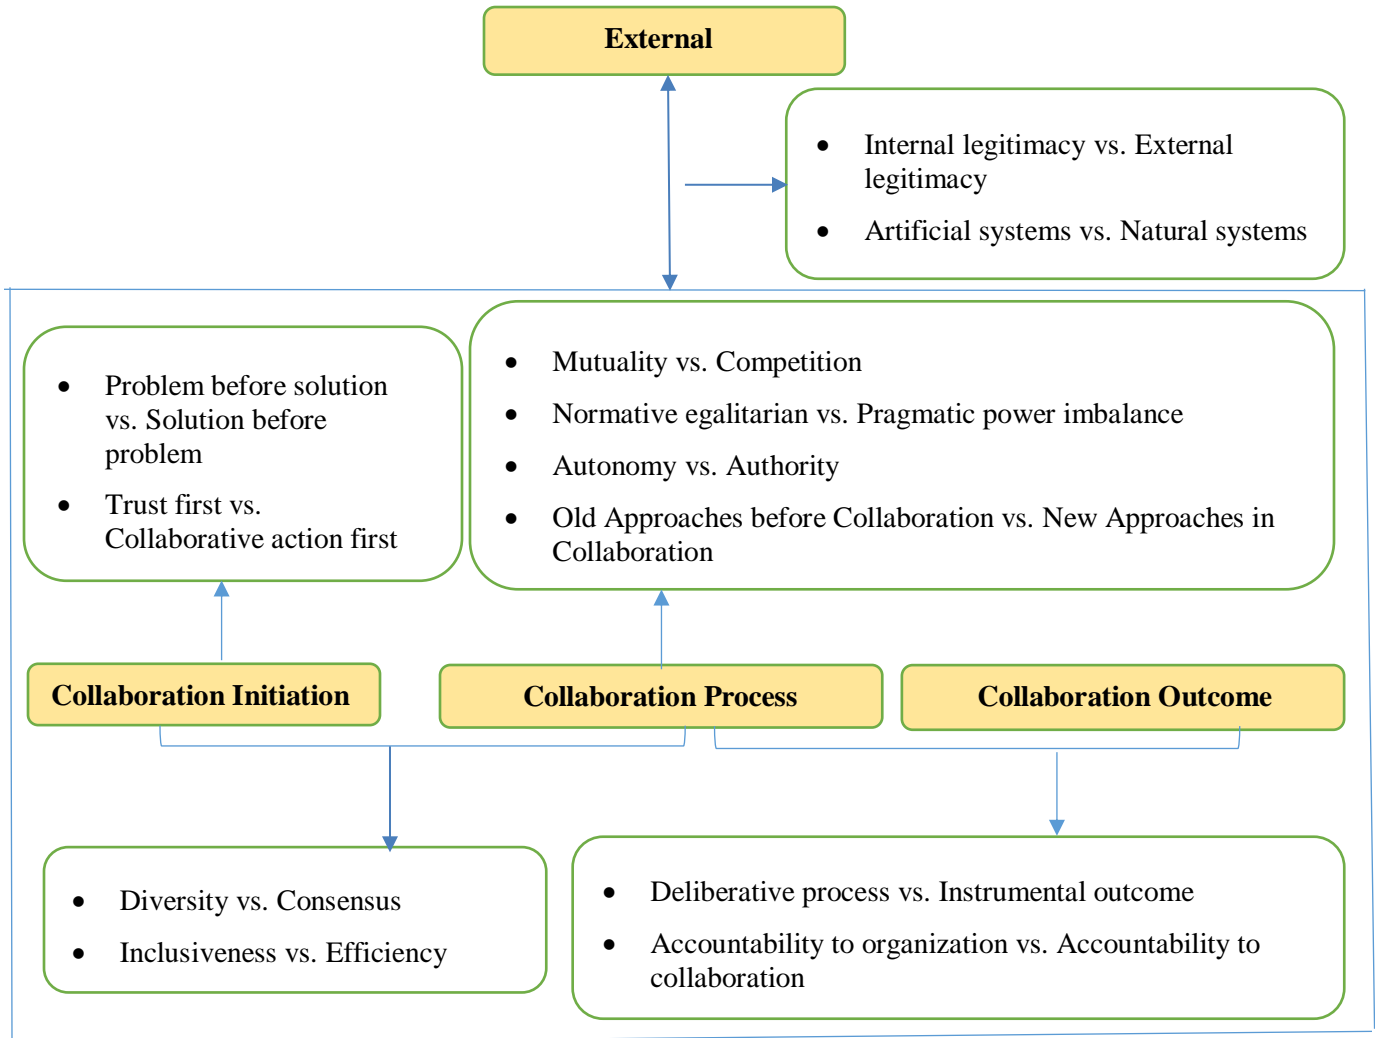 External
• Internal legitimacy vs. External
legitimacy
• Artificial systems vs. Natural systems
• Problem before solution
vs. Solution before
problem
• Trust first vs.
Collaborative action first
• Mutuality vs. Competition
• Normative egalitarian vs. Pragmatic power imbalance
• Autonomy vs. Authority
• Old Approaches before Collaboration vs. New Approaches in
Collaboration
Collaboration Initiation
Collaboration Process
Collaboration Outcome
• Diversity vs. Consensus
• Inclusiveness vs. Efficiency
• Deliberative process vs. Instrumental outcome
• Accountability to organization vs. Accountability to
collaboration